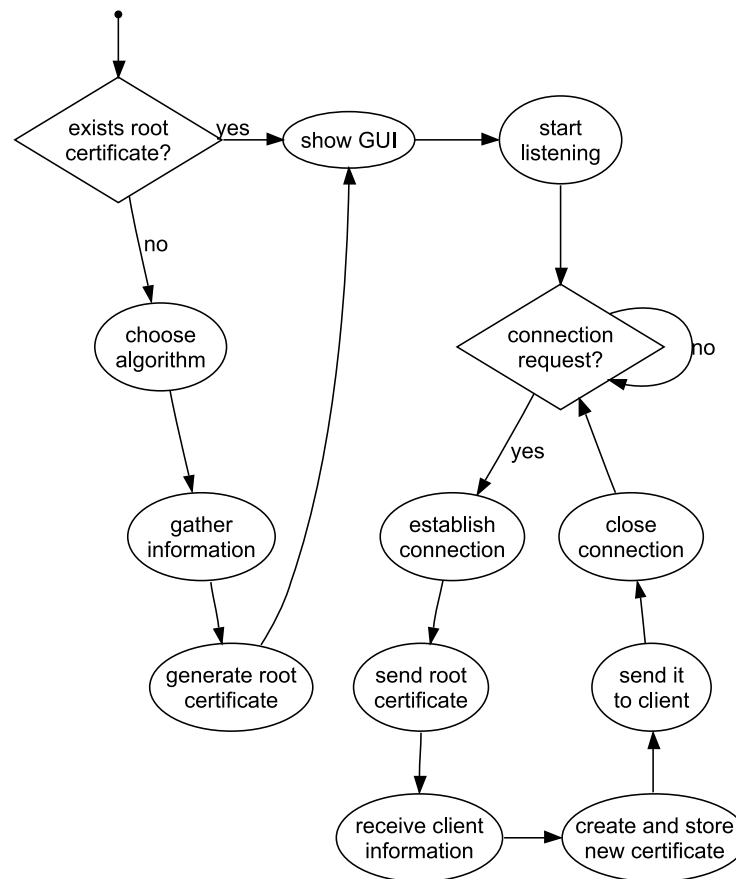 exists root
certificate?
yes
show GUI
start
listening
no
choose
algorithm
connection
request?
no
yes
gather
information
establish
connection
close
connection
generate root
certificate
send root
certificate
send it
to client
receive client
information
create and store
new certificate